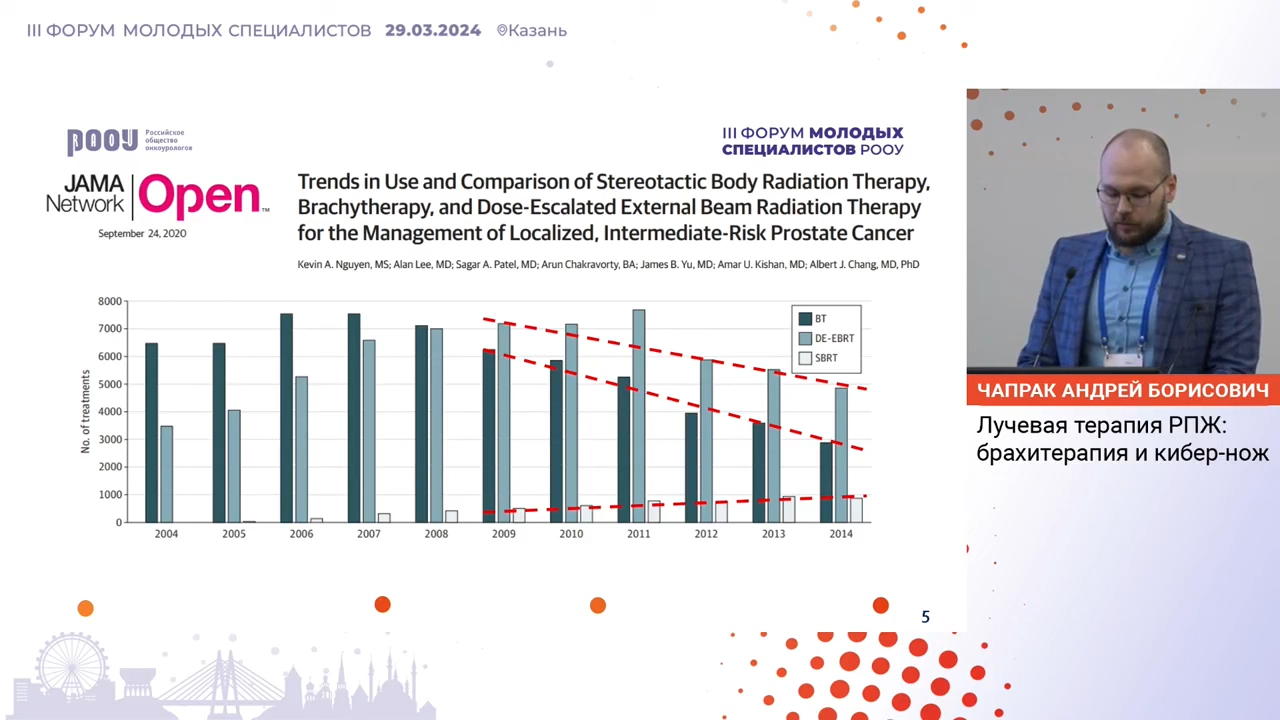 III ФОРУМ МОЛОДЫХ СПЕЦИАЛИСТОВ 29.03.2024 Казань
РООУ
Российское
общество
онкоурологов
III ФОРУМ МОЛОДЫХ
СПЕЦИАЛИСТОВ РООУ
JAMA
Network
Open™
September 24, 2020
Trends in Use and Comparison of Stereotactic Body Radiation Therapy,
Brachytherapy, and Dose-Escalated External Beam Radiation Therapy
for the Management of Localized, Intermediate-Risk Prostate Cancer
Kevin A. Nguyen, MS; Alan Lee, MD; Sagar A. Patel, MD; Arun Chakravorty, BA; James B. Yu, MD; Amar U. Kishan, MD; Albert J. Chang, MD, PhD
No. of treatments
8000
7000
6000
5000
4000
3000
2000
1000
0
BT
DE-EBRT
SBRT
2004 2005 2006 2007 2008 2009 2010 2011 2012 2013 2014
5
ЧАПРАК АНДРЕЙ БОРИСОВИЧ
Лучевая терапия РПЖ:
брахитерапия и кибер-нож